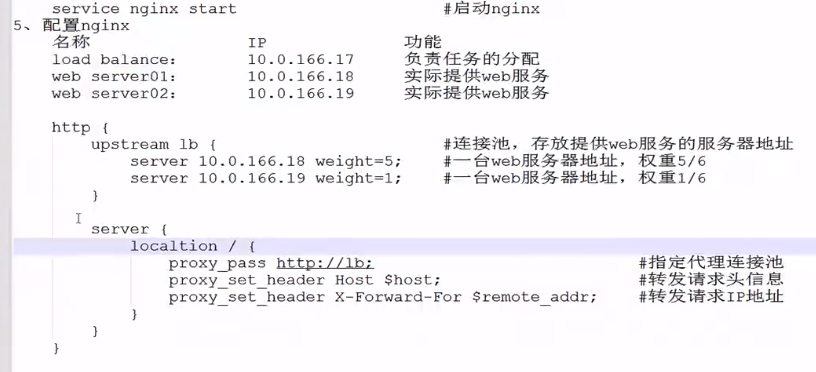 service nginx start #启动nginx
5、配置nginx
名称 IP 功能
load balance: 10.0.166.17 负责任务的分配
web server01: 10.0.166.18 实际提供web服务
web server02: 10.0.166.19 实际提供web服务
http {
upstream lb { #连接池，存放提供web服务的服务器地址
server 10.0.166.18 weight=5; #一台web服务器地址，权重5/6
server 10.0.166.19 weight=1; #一台web服务器地址，权重1/6
}
server {
localtion / {
proxy_pass http://lb; #指定代理连接池
proxy_set_header Host $host; #转发请求头信息
proxy_set_header X-Forward-For $remote_addr; #转发请求IP地址
}
}
}